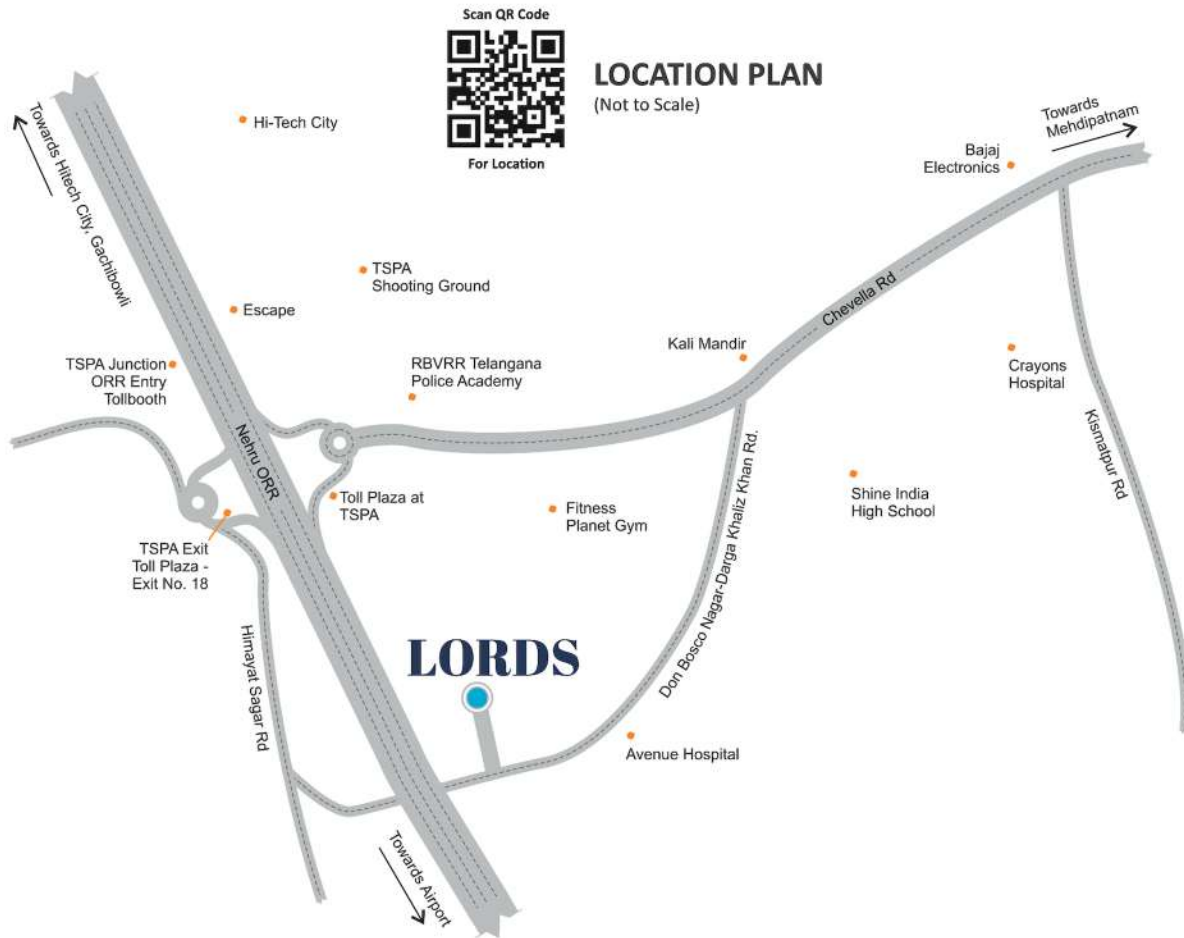 Scan QR Code
For Location
LOCATION PLAN
(Not to Scale)
Towards
Mehdipatnam
Towards Hitech City, Gachibowli
Hi-Tech City
Bajaj
Electronics
TSPA
Shooting Ground
Escape
Chevella Rd
Kali Mandir
TSPA Junction
ORR Entry
Tollbooth
RBVRR Telangana
Police Academy
Crayons
Hospital
Nehru ORR
Kismatpur Rd
Toll Plaza at
TSPA
Fitness
Planet Gym
Shine India
High School
TSPA Exit
Toll Plaza -
Exit No. 18
Don Bosco Nagar-Darga Khaliz Khan Rd.
Himayat Sagar Rd
LORDS
Avenue Hospital
Towards Airport